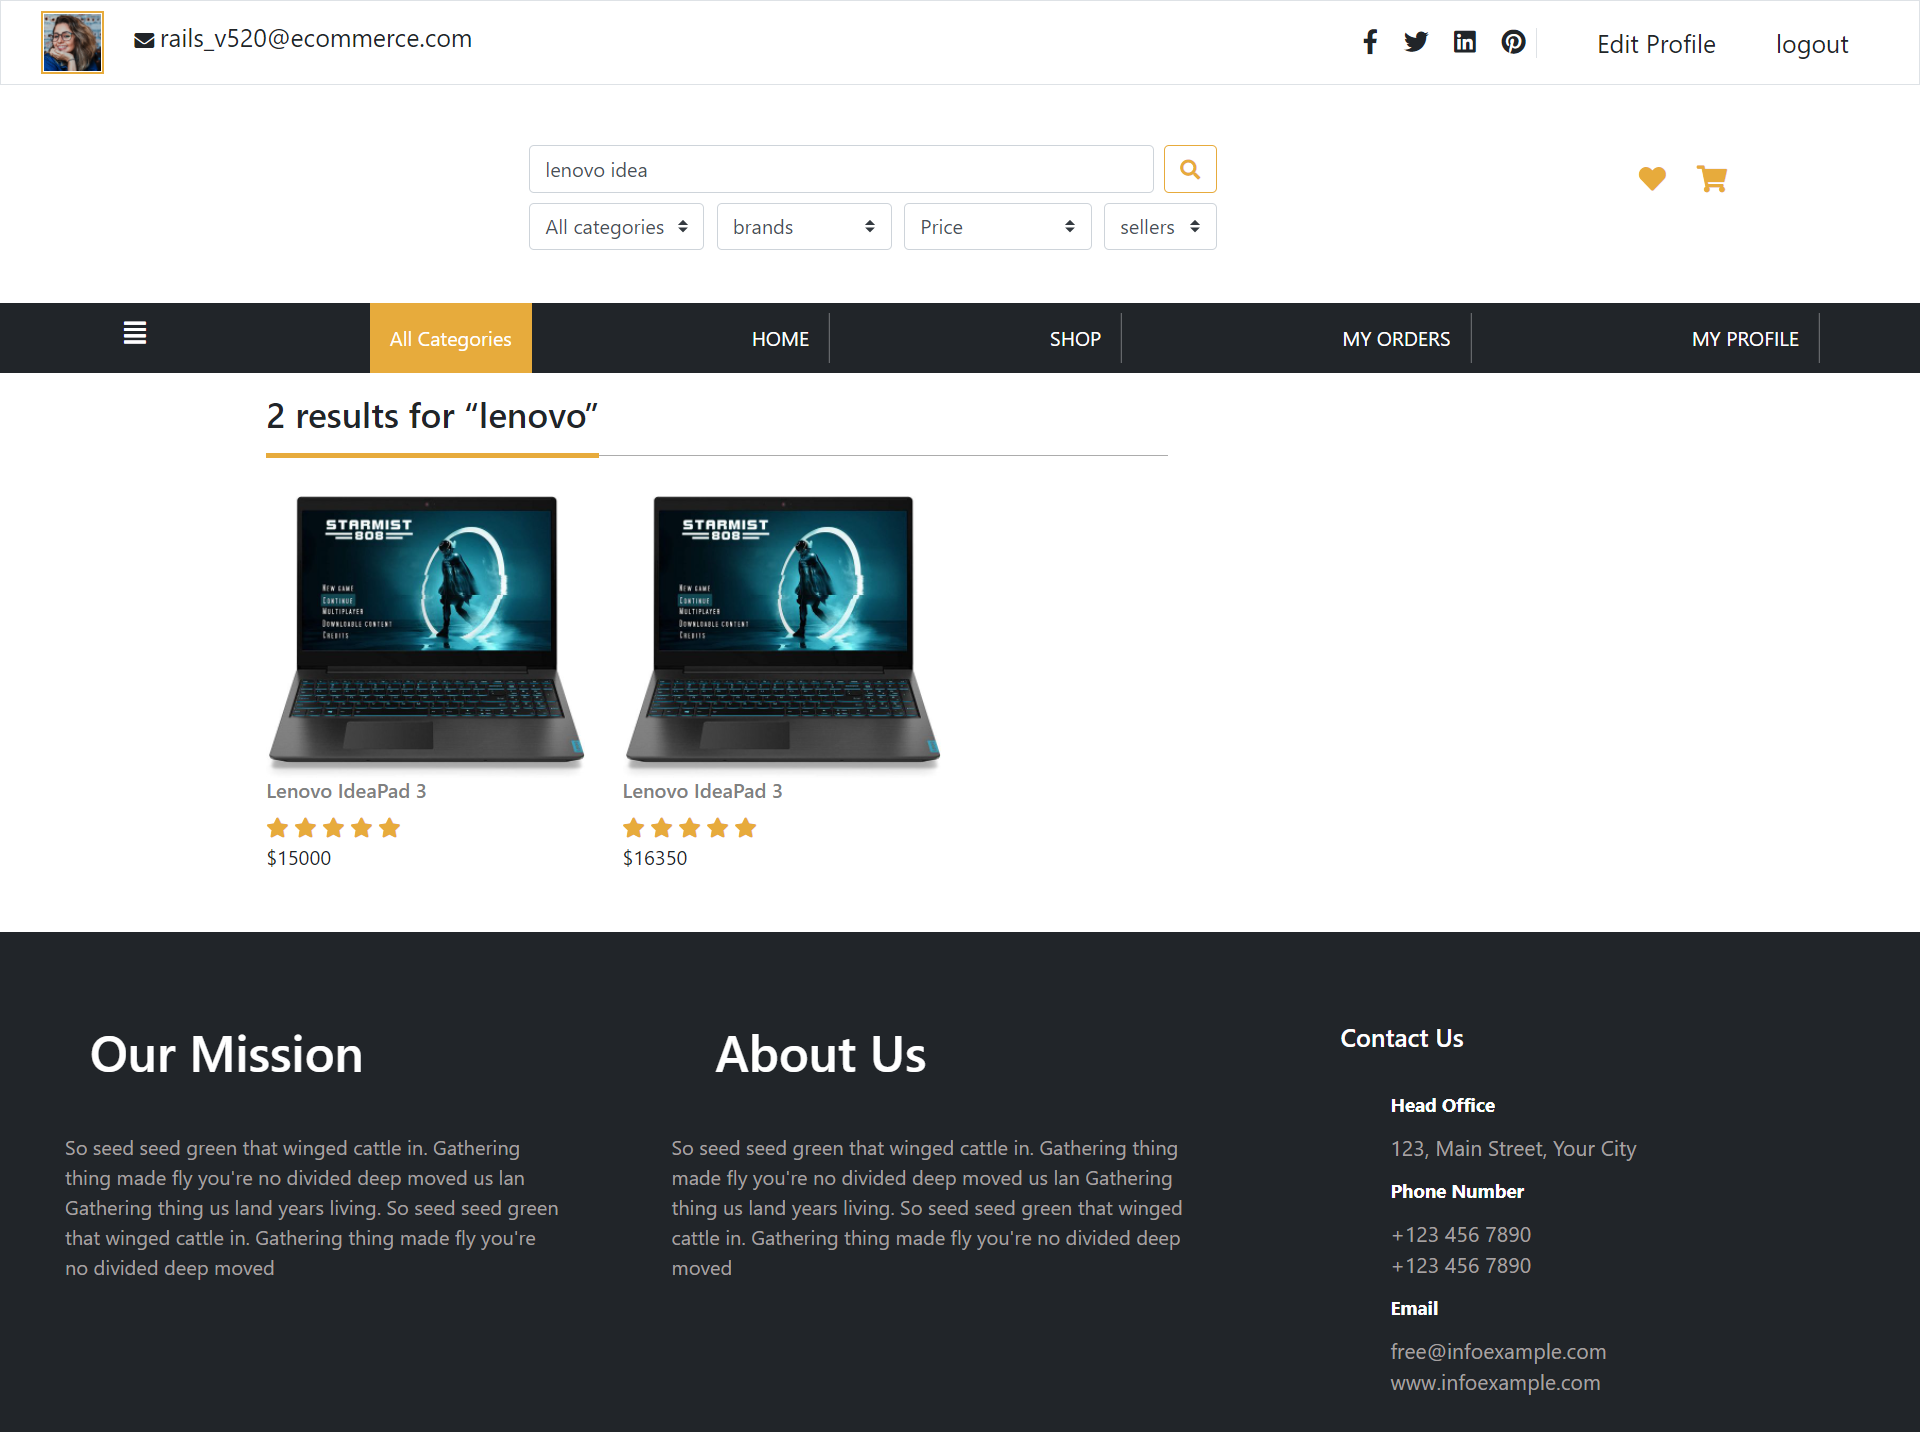 rails_v520@ecommerce.com
Edit Profile
logout
lenovo idea
All categories
brands
Price
sellers
All Categories
HOME
SHOP
MY ORDERS
MY PROFILE
2 results for “lenovo”
STARMIST
808
NEW GAME
CONTINUE
MULTIPLAYER
DOWNLOADABLE CONTENT
CREDITS
STARMIST
808
NEW GAME
CONTINUE
MULTIPLAYER
DOWNLOADABLE CONTENT
CREDITS
Lenovo IdeaPad 3
$15000
Lenovo IdeaPad 3
$16350
Our Mission
So seed seed green that winged cattle in. Gathering
thing made fly you're no divided deep moved us lan
Gathering thing us land years living. So seed seed green
that winged cattle in. Gathering thing made fly you're
no divided deep moved
About Us
So seed seed green that winged cattle in. Gathering thing
made fly you're no divided deep moved us lan Gathering
thing us land years living. So seed seed green that winged
cattle in. Gathering thing made fly you're no divided deep
moved
Contact Us
Head Office
123, Main Street, Your City
Phone Number
+123 456 7890
+123 456 7890
Email
free@infoexample.com
www.infoexample.com